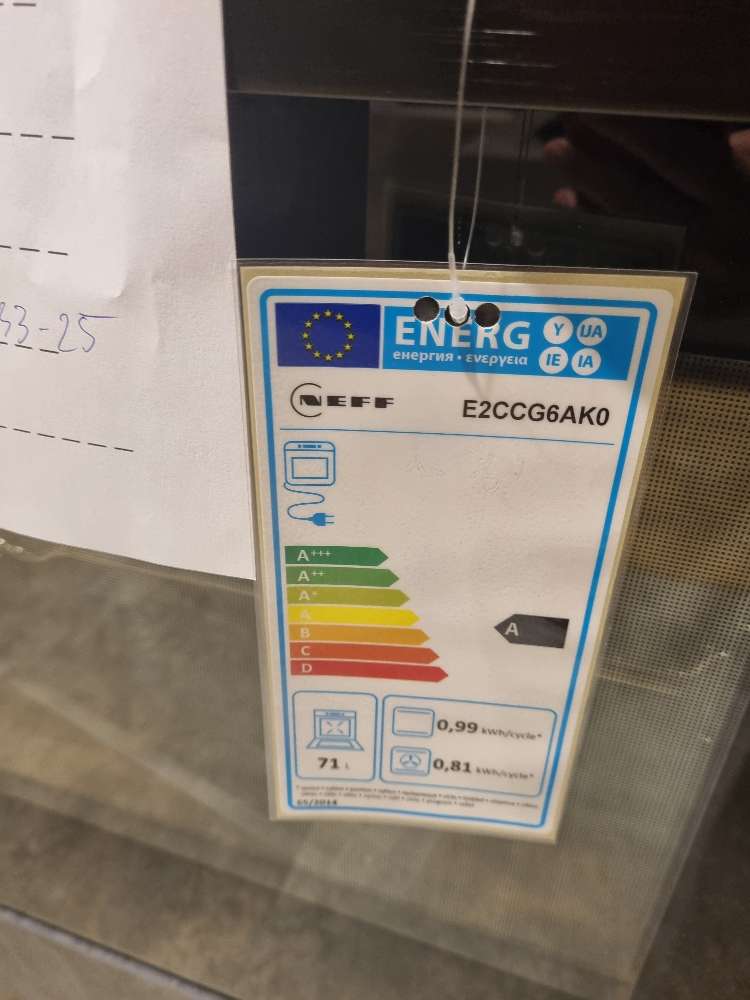 33-25
ENERG Y IJA
енергия · ενεργεια IE IA
NEFF E2CCG6AK0
A+++
A++
A+
A
B
C
D
A
71 L
0,99 kWh/cycle*
0,81 kWh/cycle*
65/2014